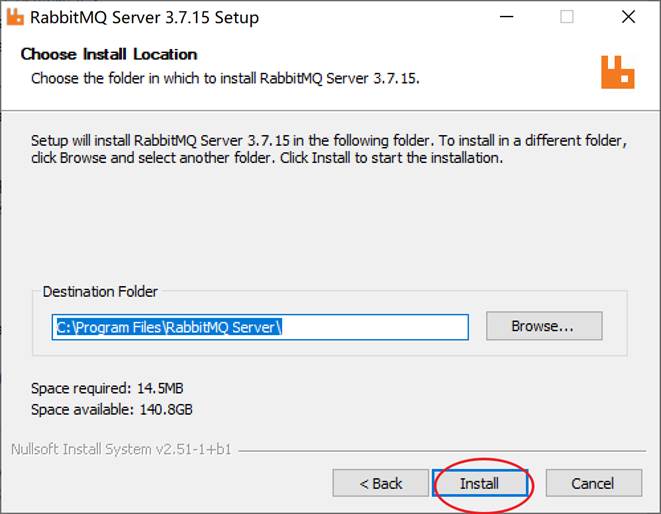 RabbitMQ Server 3.7.15 Setup
Choose Install Location
Choose the folder in which to install RabbitMQ Server 3.7.15.
Setup will install RabbitMQ Server 3.7.15 in the following folder. To install in a different folder,
click Browse and select another folder. Click Install to start the installation.
Destination Folder
C:\Program Files\RabbitMQ Server\
Browse...
Space required: 14.5MB
Space available: 140.8GB
Nullsoft Install System v2.51-1+b1
< Back
Install
Cancel